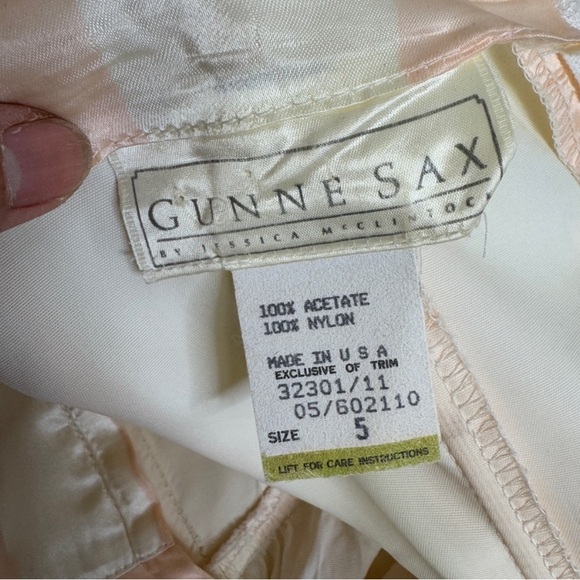 GUNNE SAX
BY JESSICA McCLINTOCK
100% ACETATE
100% NYLON
MADE IN U S A
EXCLUSIVE OF TRIM
32301/11
05/602110
SIZE 5
LIFT FOR CARE INSTRUCTIONS